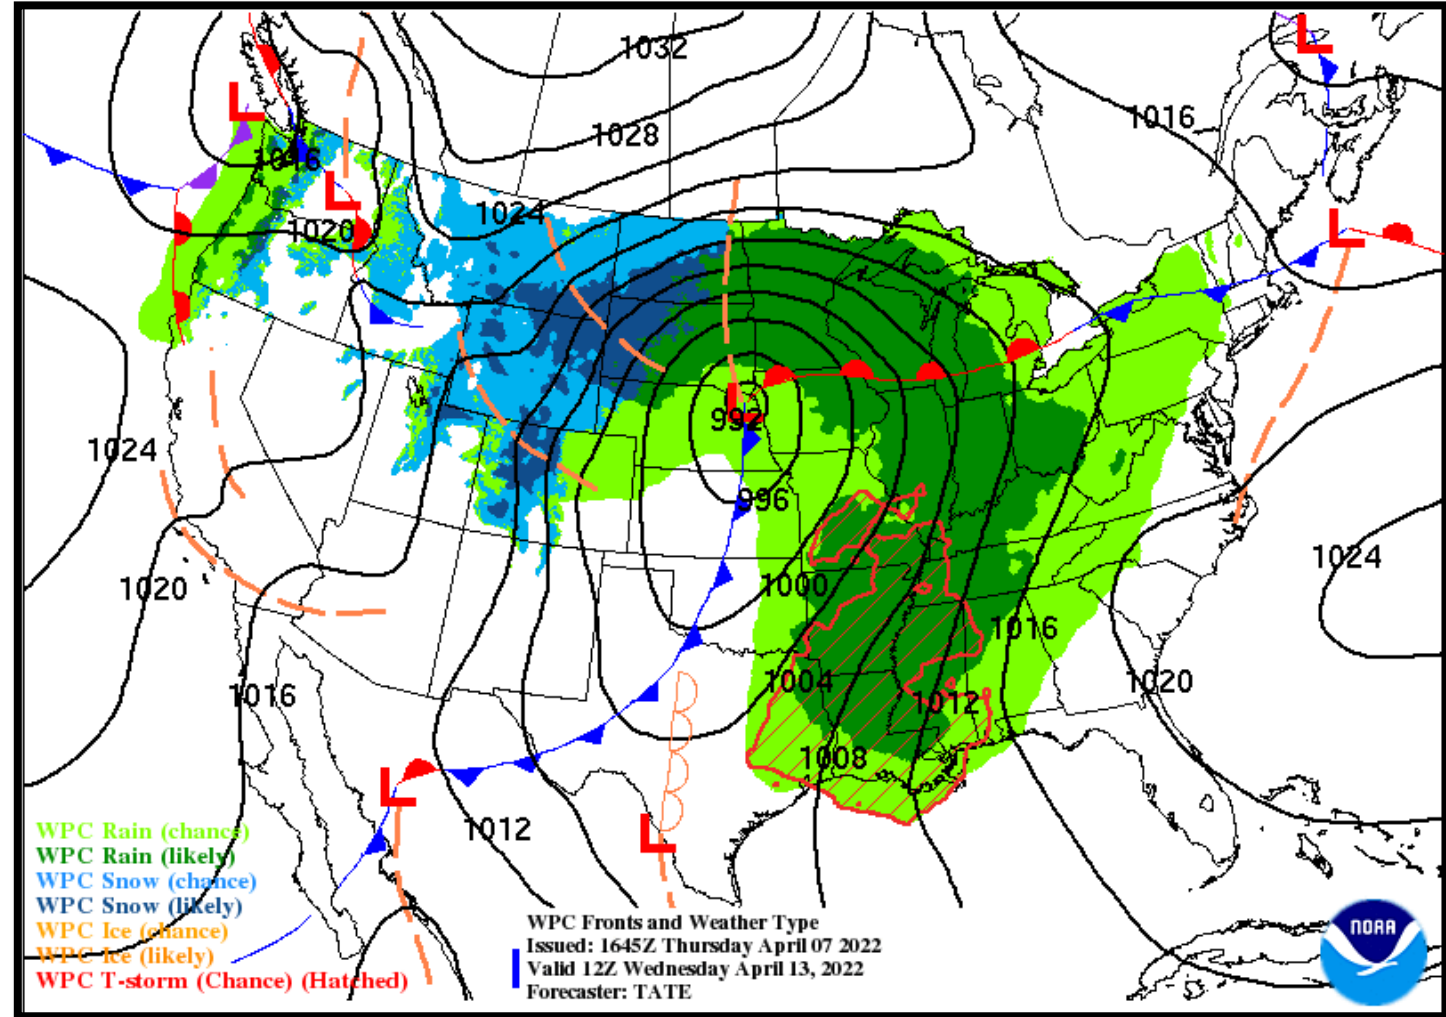 L
1032
1016
L
1028
1016
L
1024
1020
L
L
992
1024
996
1024
1020
1000
1016
1016
1004
1012
1020
1008
L
1012
L
WPC Rain (chance)
WPC Rain (likely)
WPC Snow (chance)
WPC Snow (likely)
WPC Ice (chance)
WPC Ice (likely)
WPC T-storm (Chance) (Hatched)
WPC Fronts and Weather Type
Issued: 1645Z Thursday April 07 2022
Valid 12Z Wednesday April 13, 2022
Forecaster: TATE
NOAA